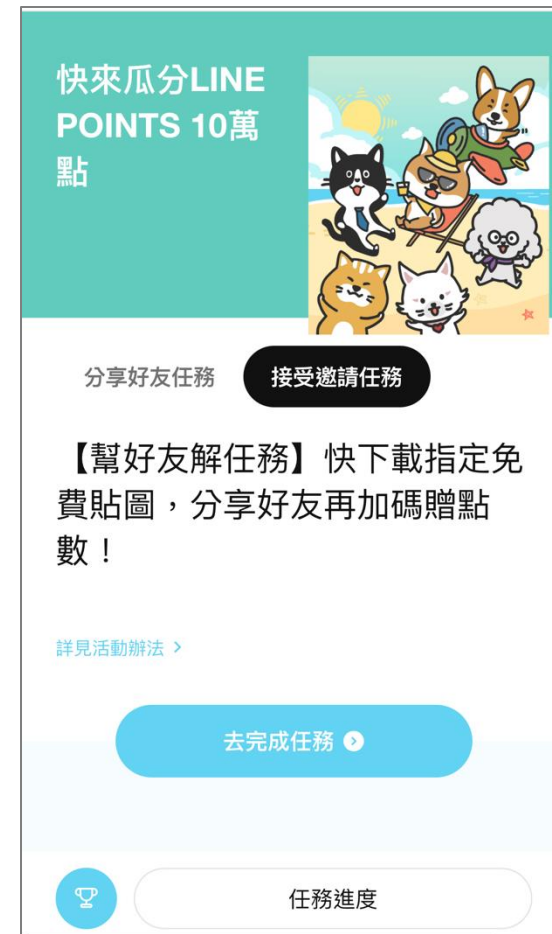 快來瓜分LINE
POINTS 10萬
點
分享好友任務
接受邀請任務
【幫好友解任務】快下載指定免
費貼圖，分享好友再加碼贈點
數！
詳見活動辦法
去完成任務
任務進度